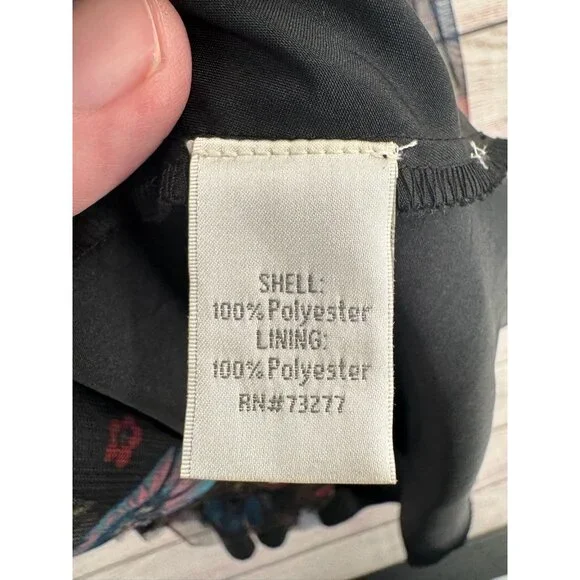 SHELL:
100% Polyester
LINING:
100% Polyester
RN#73277